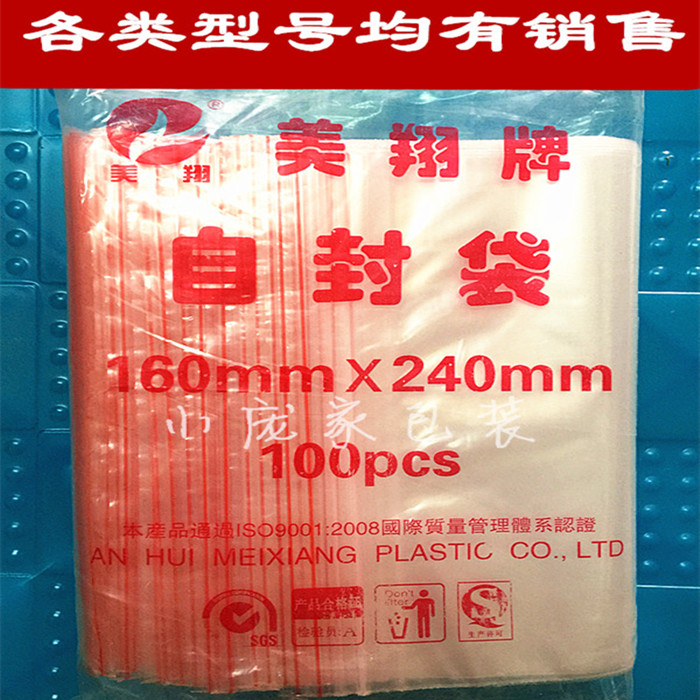 各类型号均有销售
®
美翔
美翔牌
自封袋
160mm X 240mm
小庞家包装
100pcs
本產品通過ISO9001:2008國際質量管理體系認證
AN HUI MEIXIANG PLASTIC CO., LTD
SGS
产品合格证
检验员:A
Don't
litter
QS
生产许可